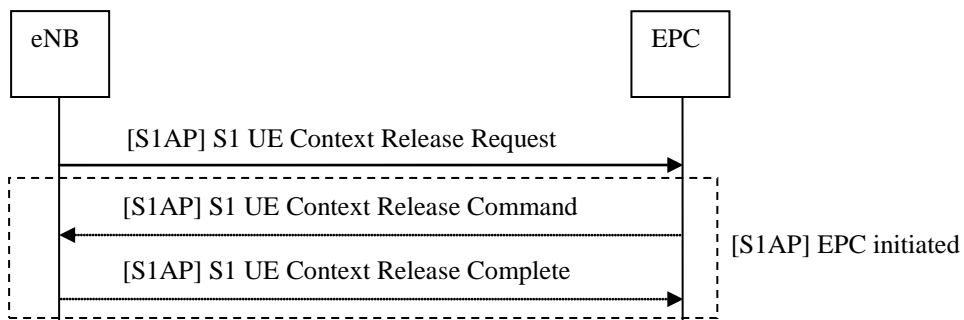 eNB
EPC
[S1AP] S1 UE Context Release Request
[S1AP] S1 UE Context Release Command
[S1AP] EPC initiated
[S1AP] S1 UE Context Release Complete